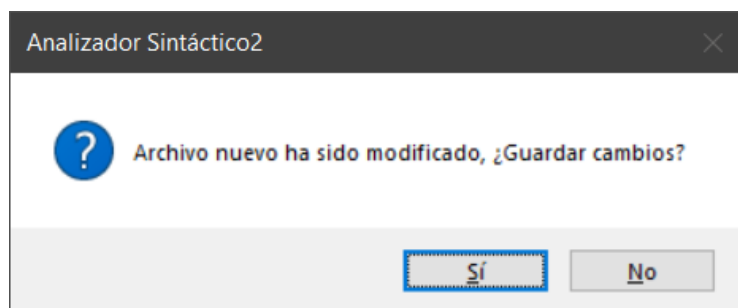 Analizador Sintáctico2
Archivo nuevo ha sido modificado, ¿Guardar cambios?
Sí No